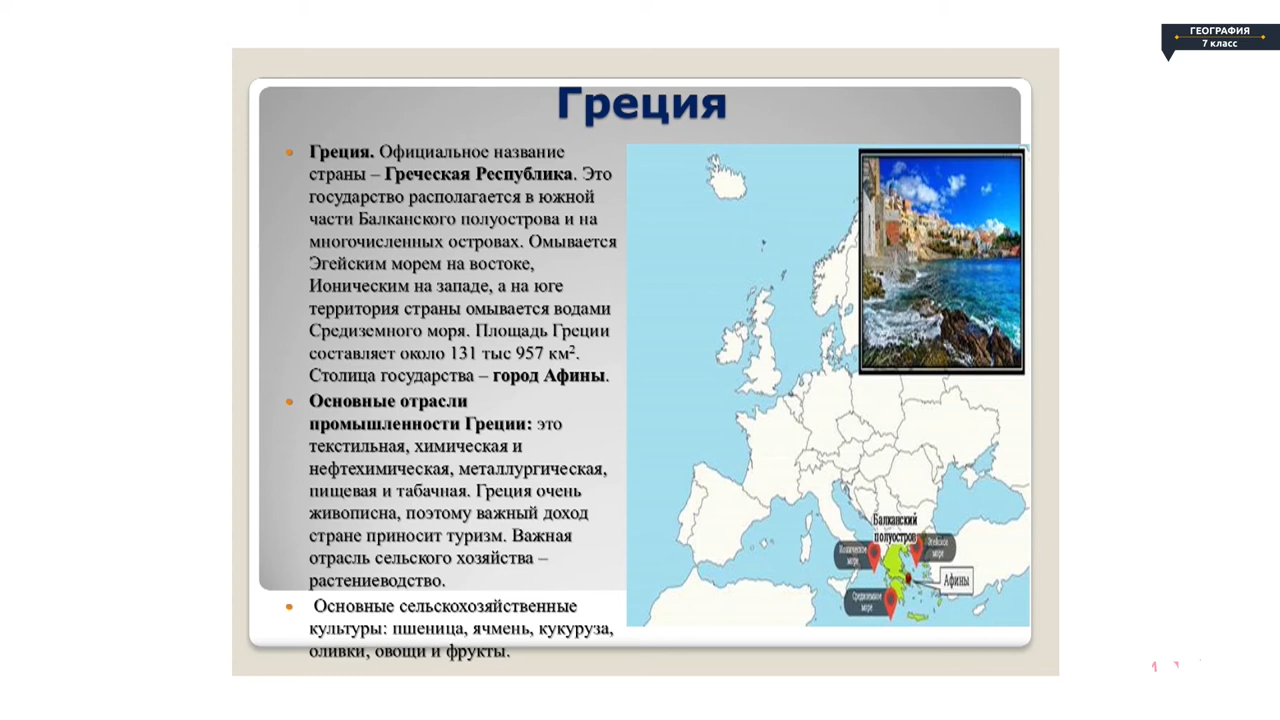 ГЕОГРАФИЯ
7 класс
Греция
Греция. Официальное название
страны – Греческая Республика. Это
государство располагается в южной
части Балканского полуострова и на
многочисленных островах. Омывается
Эгейским морем на востоке,
Ионическим на западе, а на юге
территория страны омывается водами
Средиземного моря. Площадь Греции
составляет около 131 тыс 957 км².
Столица государства – город Афины.
Основные отрасли
промышленности Греции: это
текстильная, химическая и
нефтехимическая, металлургическая,
пищевая и табачная. Греция очень
живописна, поэтому важный доход
стране приносит туризм. Важная
отрасль сельского хозяйства –
растениеводство.
Основные сельскохозяйственные
культуры: пшеница, ячмень, кукуруза,
оливки, овощи и фрукты.
Балканский
полуостров
Ионическое
море
Эгейское
море
Афины
Средиземное
море